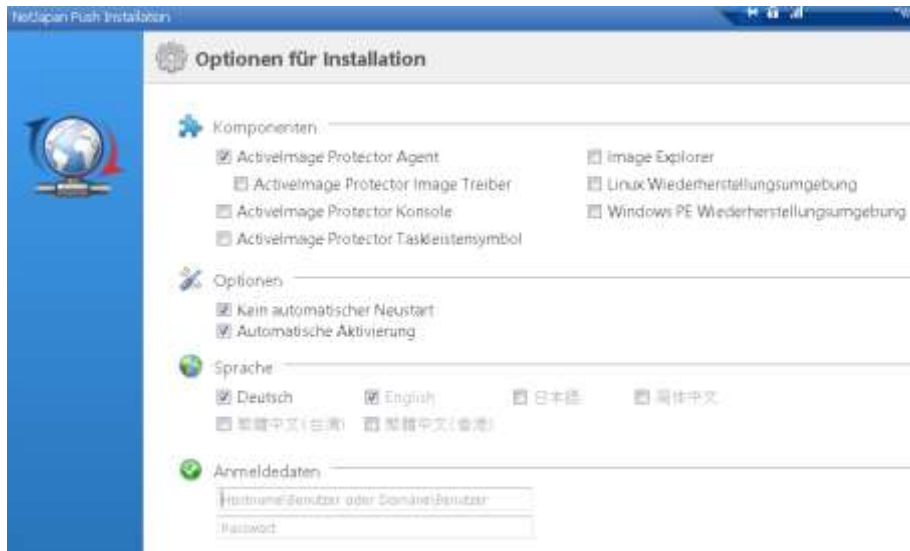 NetJapan Push Installation
Optionen für Installation
Komponenten
ActiveImage Protector Agent
Image Explorer
ActiveImage Protector Image Treiber
Linux Wiederherstellungsumgebung
ActiveImage Protector Konsole
Windows PE Wiederherstellungsumgebung
ActiveImage Protector Taskleistensymbol
Optionen
Kein automatischer Neustart
Automatische Aktivierung
Sprache
Deutsch English 日本語 简体中文
繁體中文(台灣) 繁體中文(香港)
Anmeldedaten
Hostname\Benutzer oder Domäne\Benutzer
Passwort